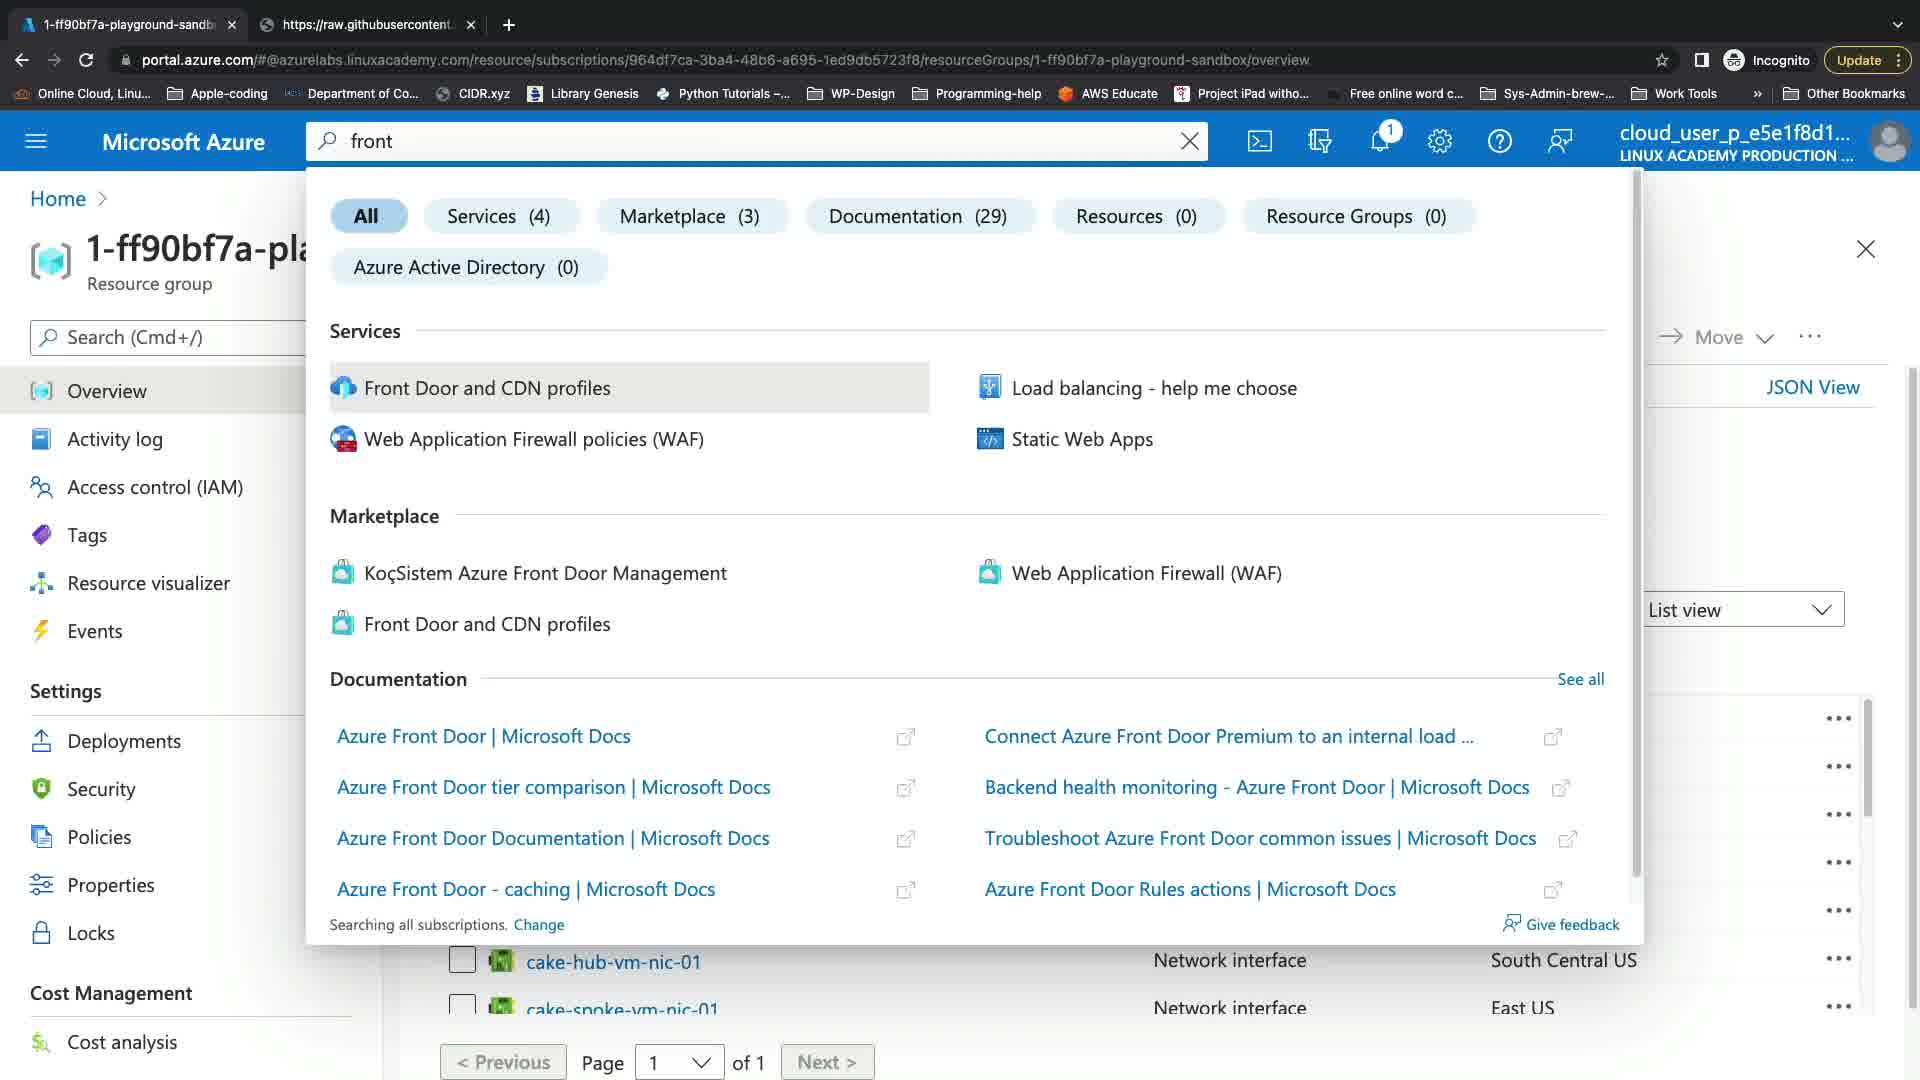 1-ff90bf7a-playground-sandb
https://raw.githubusercontent.
portal.azure.com/#@azurelabs.linuxacademy.com/resource/subscriptions/964df7ca-3ba4-48b6-a695-1ed9db5723f8/resourceGroups/1-ff90bf7a-playground-sandbox/overview
Incognito
Update
Online Cloud, Linu...
Apple-coding
Department of Co...
CIDR.xyz
Library Genesis
Python Tutorials –...
WP-Design
Programming-help
AWS Educate
Project iPad witho...
Free online word c...
Sys-Admin-brew-...
Work Tools
»
Other Bookmarks
Microsoft Azure
front
1
cloud_user_p_e5e1f8d1...
LINUX ACADEMY PRODUCTION ...
Home
1-ff90bf7a-pla
Resource group
Search (Cmd+/)
Overview
Activity log
Access control (IAM)
Tags
Resource visualizer
Events
Settings
Deployments
Security
Policies
Properties
Locks
Cost Management
Cost analysis
All
Services (4)
Marketplace (3)
Documentation (29)
Resources (0)
Resource Groups (0)
Azure Active Directory (0)
Services
Front Door and CDN profiles
Load balancing - help me choose
Web Application Firewall policies (WAF)
Static Web Apps
Marketplace
KoçSistem Azure Front Door Management
Web Application Firewall (WAF)
Front Door and CDN profiles
Documentation
See all
Azure Front Door | Microsoft Docs
Connect Azure Front Door Premium to an internal load ...
Azure Front Door tier comparison | Microsoft Docs
Backend health monitoring - Azure Front Door | Microsoft Docs
Azure Front Door Documentation | Microsoft Docs
Troubleshoot Azure Front Door common issues | Microsoft Docs
Azure Front Door - caching | Microsoft Docs
Azure Front Door Rules actions | Microsoft Docs
Searching all subscriptions. Change
Give feedback
Move
JSON View
List view
cake-hub-vm-nic-01
Network interface
South Central US
cake-spoke-vm-nic-01
Network interface
East US
< Previous
Page 1 of 1
Next >